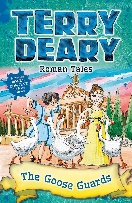 TERRY
DEARY
Roman Tales
The Goose Guards